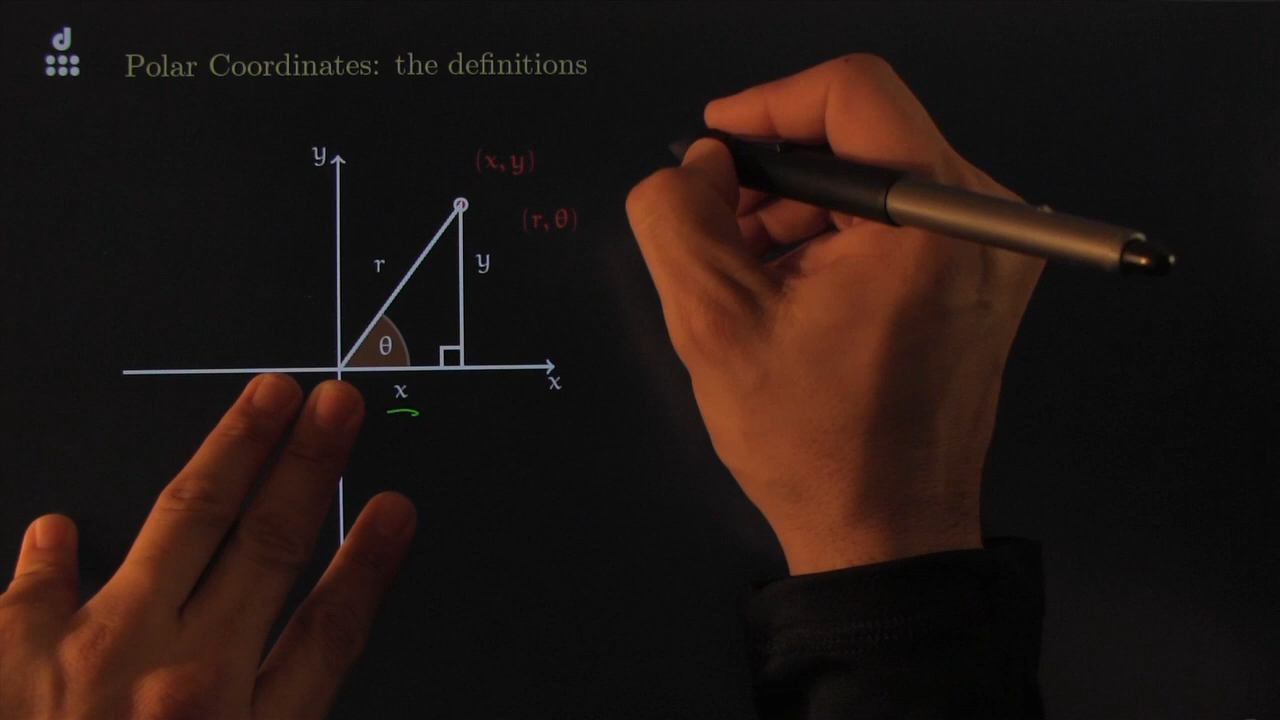 d
Polar Coordinates: the definitions
y
(x, y)
(r, θ)
r
y
θ
x
x